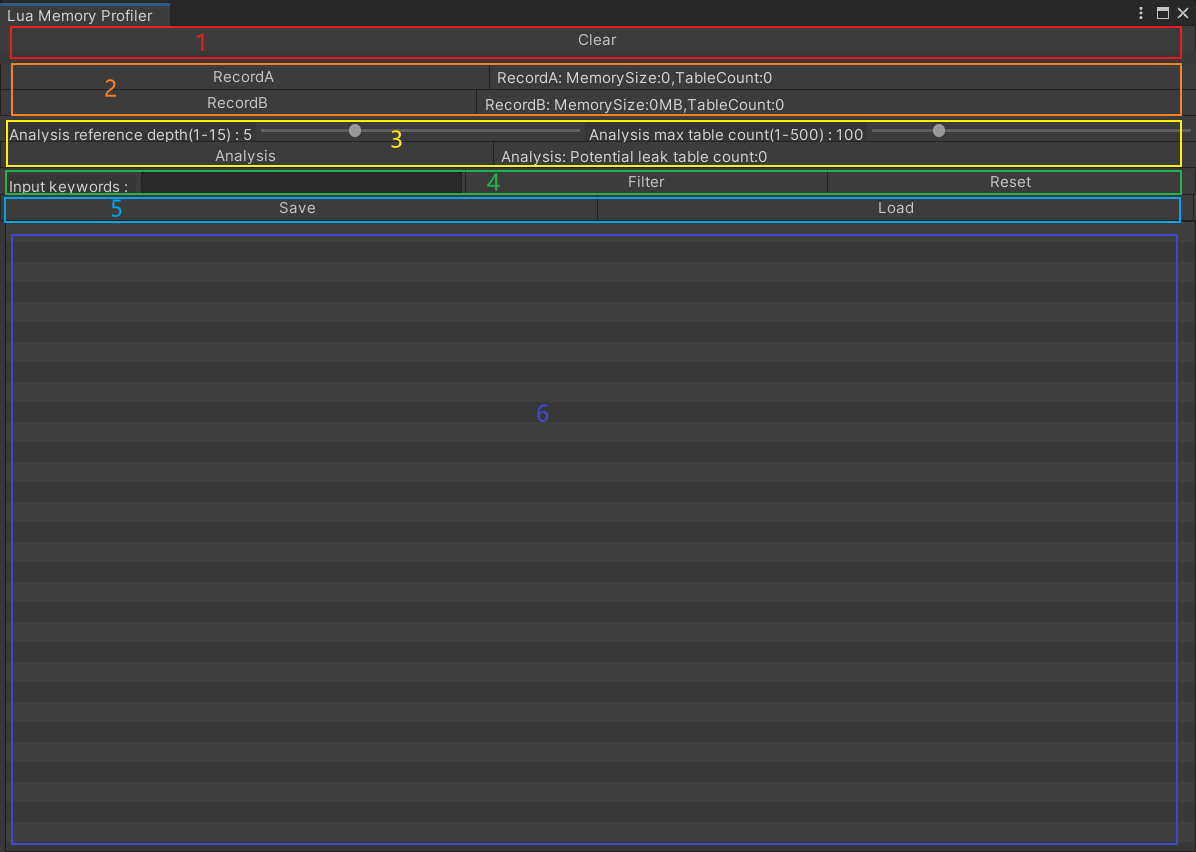 Lua Memory Profiler
1 Clear
2 RecordA RecordA: MemorySize:0,TableCount:0
RecordB RecordB: MemorySize:0MB,TableCount:0
Analysis reference depth(1-15) : 5 3 Analysis max table count(1-500) : 100
Analysis Analysis: Potential leak table count:0
Input keywords : 4 Filter Reset
5 Save Load
6